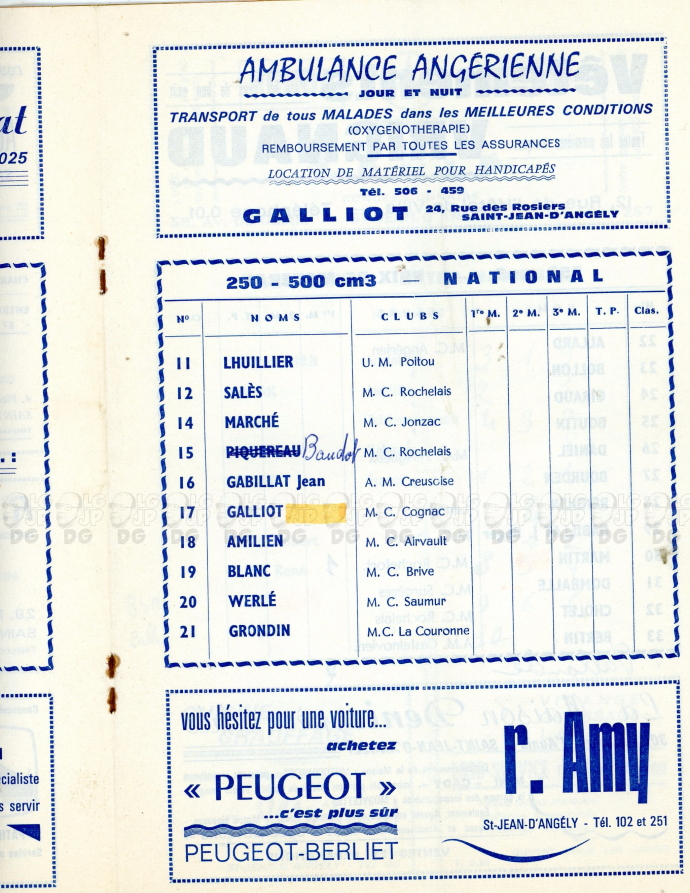 at
025
.:
cialiste
s servir
AMBULANCE ANGÉRIENNE
JOUR ET NUIT
TRANSPORT de tous MALADES dans les MEILLEURES CONDITIONS
(OXYGENOTHERAPIE)
REMBOURSEMENT PAR TOUTES LES ASSURANCES
LOCATION DE MATÉRIEL POUR HANDICAPÉS
Tél. 506 - 459
GALLIOT 24, Rue des Rosiers
SAINT-JEAN-D'ANGÉLY
250 - 500 cm3 — NATIONAL
N° NOMS CLUBS 1re M. 2e M. 3e M. T. P. Clas.
11 LHUILLIER U. M. Poitou
12 SALÈS M. C. Rochelais
14 MARCHÉ M. C. Jonzac
15 PIQUEREAU Baudot M. C. Rochelais
16 GABILLAT Jean A. M. Creuscise
17 GALLIOT M. C. Cognac
18 AMILIEN M. C. Airvault
19 BLANC M. C. Brive
20 WERLÉ M. C. Saumur
21 GRONDIN M.C. La Couronne
vous hésitez pour une voiture...
achetez
« PEUGEOT »
...c'est plus sûr
PEUGEOT-BERLIET
r. Amy
St-JEAN-D'ANGÉLY - Tél. 102 et 251